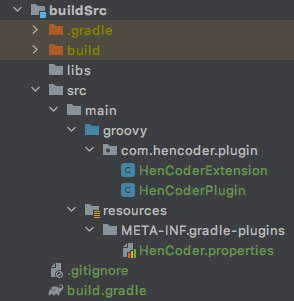 buildSrc
.gradle
build
libs
src
main
groovy
com.hencoder.plugin
HenCoderExtension
HenCoderPlugin
resources
META-INF.gradle-plugins
HenCoder.properties
.gitignore
build.gradle